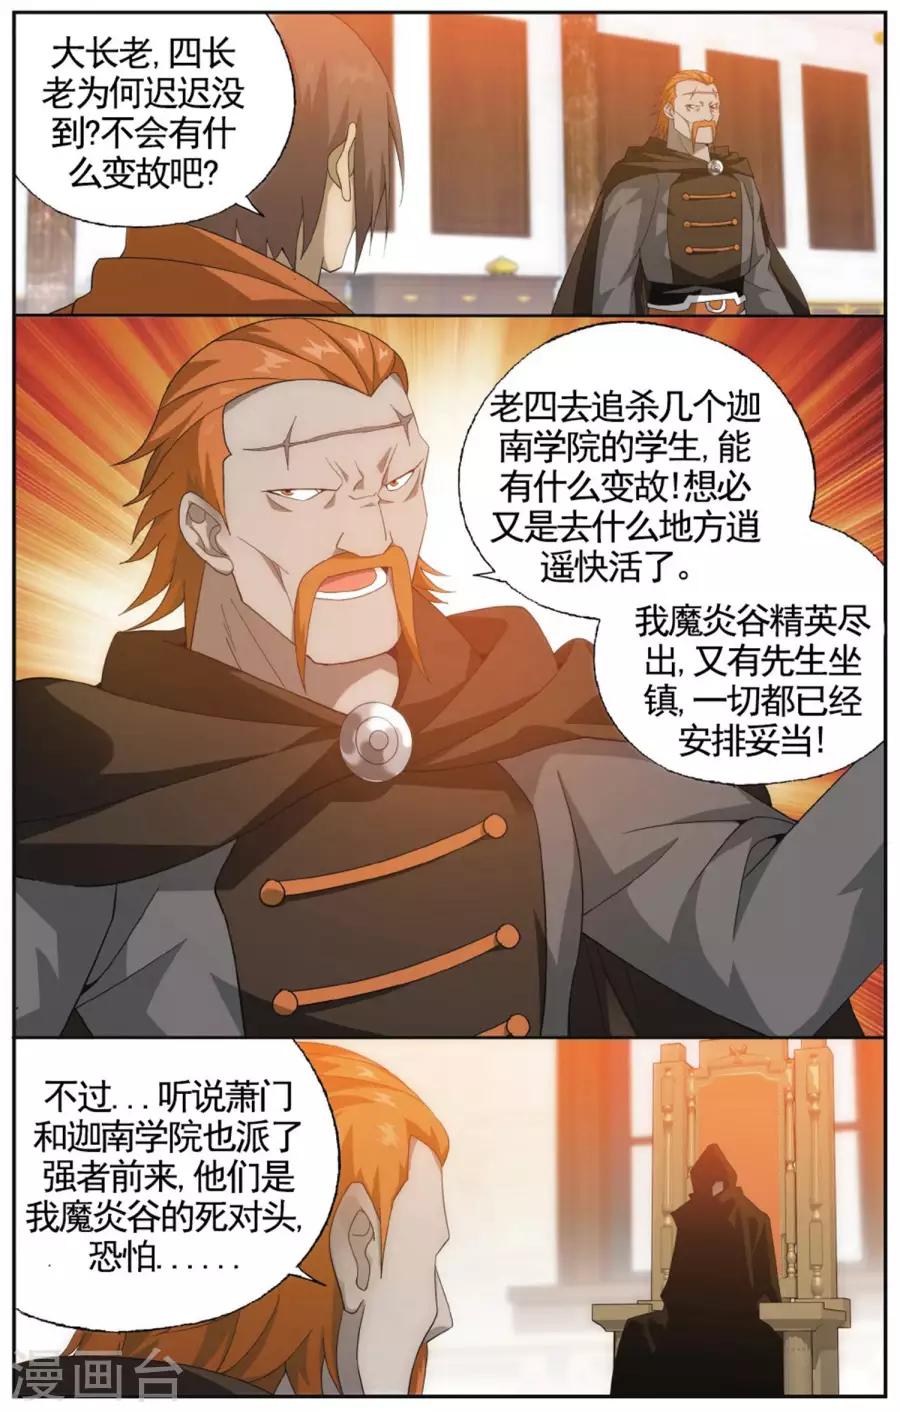 大长老, 四长
老为何迟迟没
到?不会有什
么变故吧?
老四去追杀几个迦
南学院的学生, 能
有什么变故!想必
又是去什么地方逍
遥快活了。
我魔炎谷精英尽
出, 又有先生坐
镇, 一切都已经
安排妥当!
不过...听说萧门
和迦南学院也派了
强者前来, 他们是
我魔炎谷的死对头,
恐怕......
漫画台